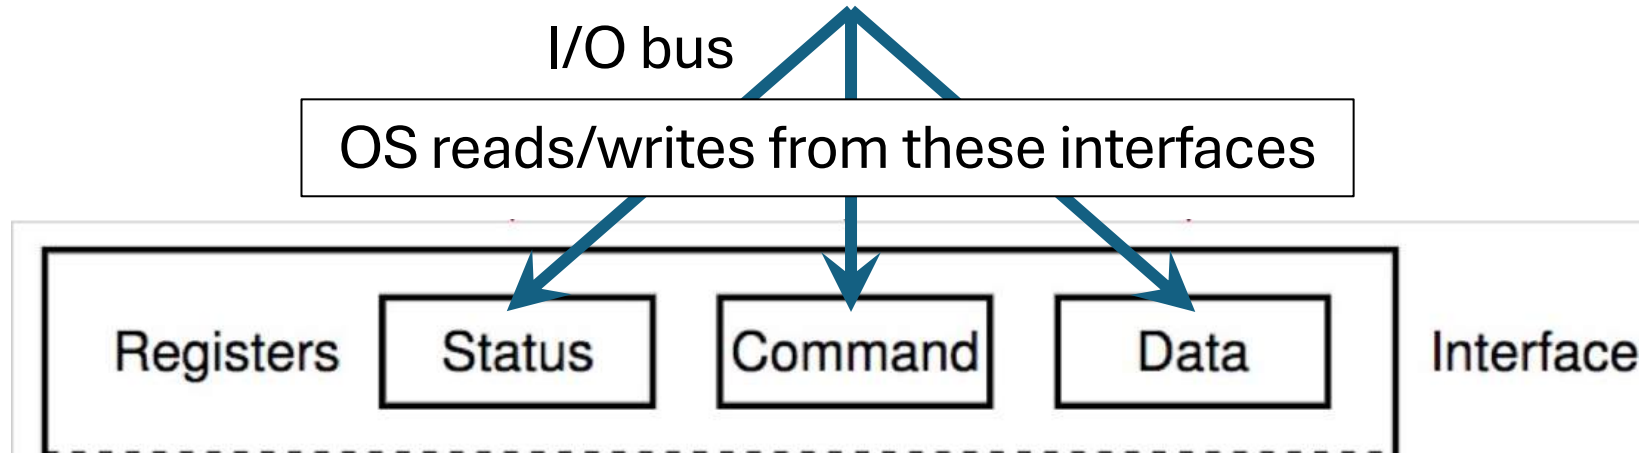 I/O bus
OS reads/writes from these interfaces
Registers Status Command Data Interface